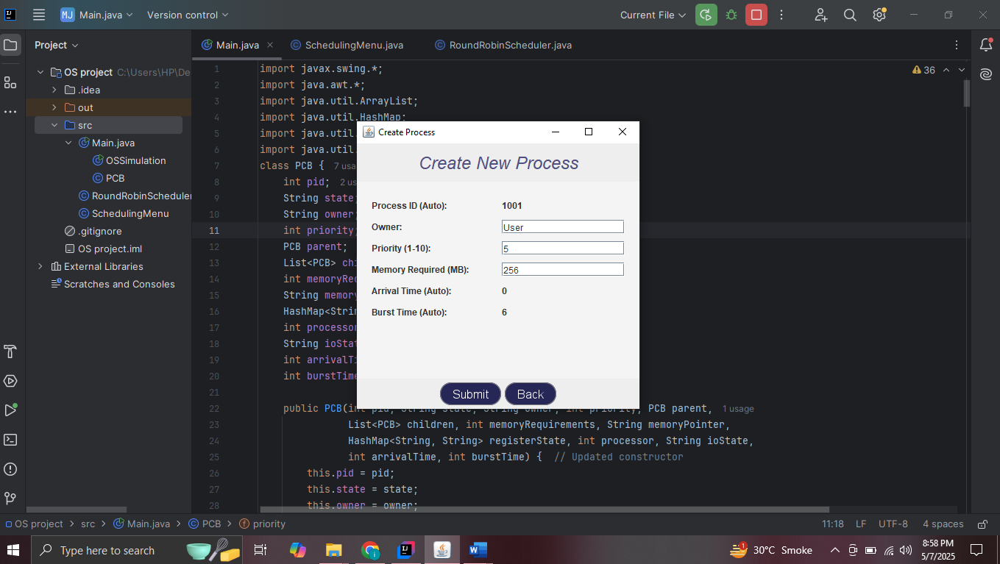 MJ Main.java Version control Current File
Project
Main.java SchedulingMenu.java RoundRobinScheduler.java
OS project C:\Users\HP\De
.idea
out
src
Main.java
OSSimulation
PCB
RoundRobinScheduler
SchedulingMenu
.gitignore
OS project.iml
External Libraries
Scratches and Consoles
36
1 import javax.swing.*;
2 import java.awt.*;
3 import java.util.ArrayList;
4 import java.util.HashMap;
5 import java.util.
6 import java.util.
7 class PCB { 7 usa
8 int pid; 2 us
9 String state;
10 String owner;
11 int priority;
12 PCB parent;
13 List<PCB> chi
14 int memoryReq
15 String memory
16 HashMap<Strin
17 int processor
18 String ioStat
19 int arrivalTi
20 int burstTime
21
22 public PCB(int pid, String state, String owner, int priority, PCB parent, 1 usage
23 List<PCB> children, int memoryRequirements, String memoryPointer,
24 HashMap<String, String> registerState, int processor, String ioState,
25 int arrivalTime, int burstTime) { // Updated constructor
26 this.pid = pid;
27 this.state = state;
28 this.owner = owner;
Create Process
Create New Process
Process ID (Auto): 1001
Owner: User
Priority (1-10): 5
Memory Required (MB): 256
Arrival Time (Auto): 0
Burst Time (Auto): 6
Submit Back
OS project > src > Main.java > PCB > priority 11:18 LF UTF-8 4 spaces
Type here to search 1 30°C Smoke 8:58 PM
5/7/2025